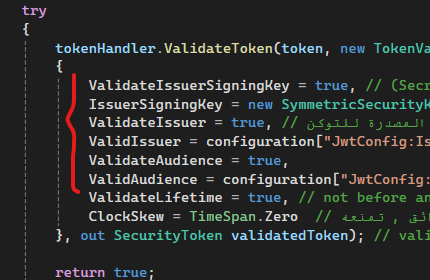 try
{
tokenHandler.ValidateToken(token, new TokenVa
{
ValidateIssuerSigningKey = true, // (Secr
IssuerSigningKey = new SymmetricSecurityK
ValidateIssuer = true, // المصدرة للتوكن
ValidIssuer = configuration["JwtConfig:Is
ValidateAudience = true,
ValidAudience = configuration["JwtConfig:
ValidateLifetime = true, // not before an
ClockSkew = TimeSpan.Zero // ائق , تمنعه
}, out SecurityToken validatedToken); // vali
return true;